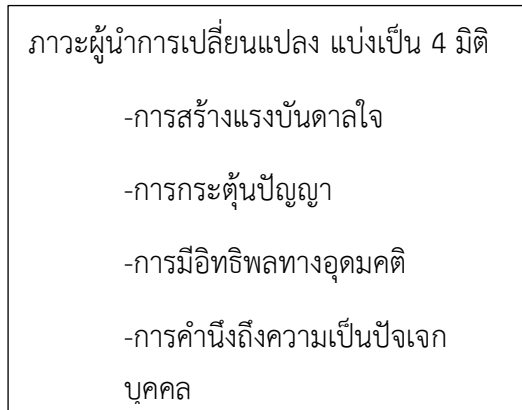 ภาวะผู้นำการเปลี่ยนแปลง แบ่งเป็น 4 มิติ
-การสร้างแรงบันดาลใจ
-การกระตุ้นปัญญา
-การมีอิทธิพลทางอุดมคติ
-การคำนึงถึงความเป็นปัจเจก
บุคคล